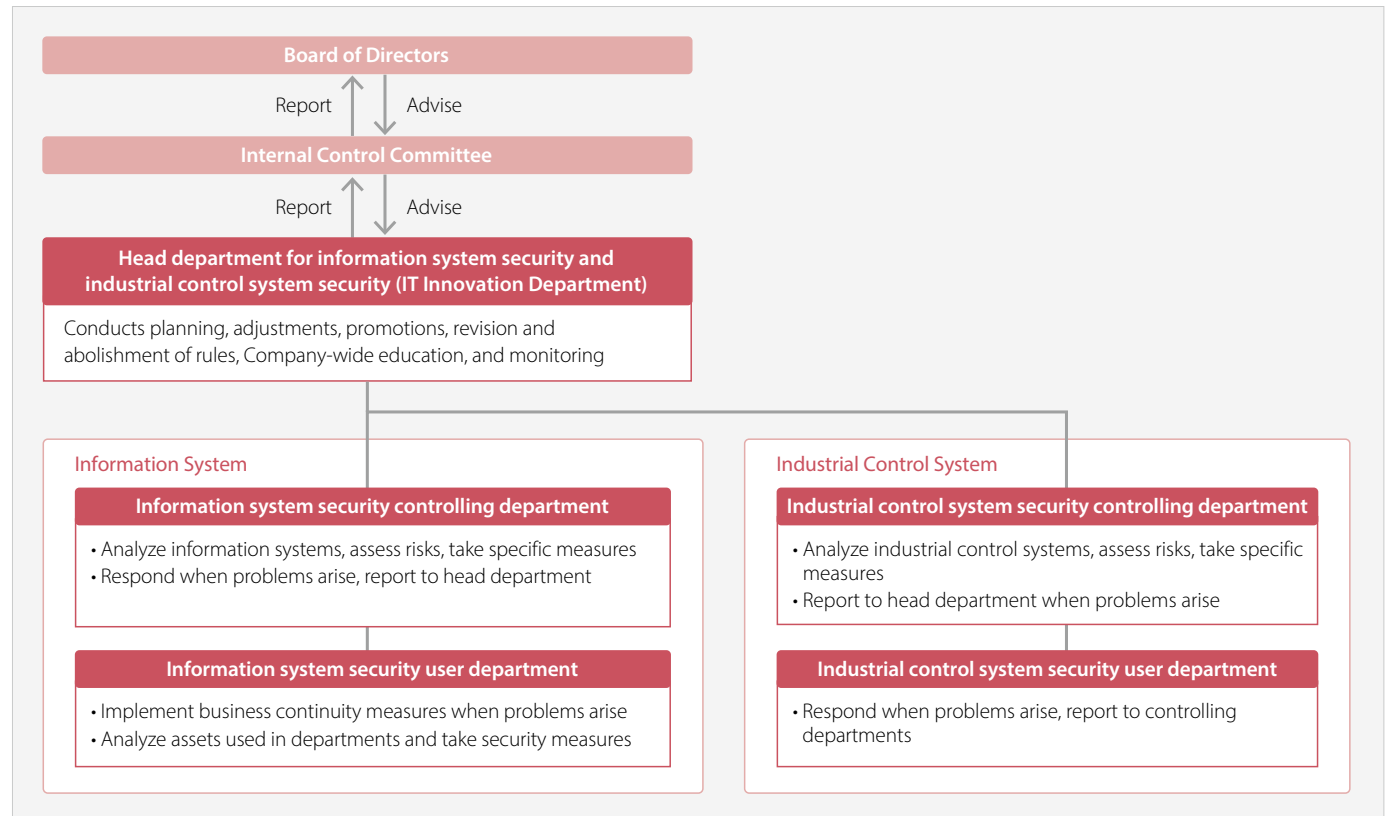 Board of Directors
Report
Advise
Internal Control Committee
Report
Advise
Head department for information system security and
industrial control system security (IT Innovation Department)
Conducts planning, adjustments, promotions, revision and
abolishment of rules, Company-wide education, and monitoring
Information System
Information system security controlling department
• Analyze information systems, assess risks, take specific measures
• Respond when problems arise, report to head department
Information system security user department
• Implement business continuity measures when problems arise
• Analyze assets used in departments and take security measures
Industrial Control System
Industrial control system security controlling department
• Analyze industrial control systems, assess risks, take specific
measures
• Report to head department when problems arise
Industrial control system security user department
• Respond when problems arise, report to controlling
departments